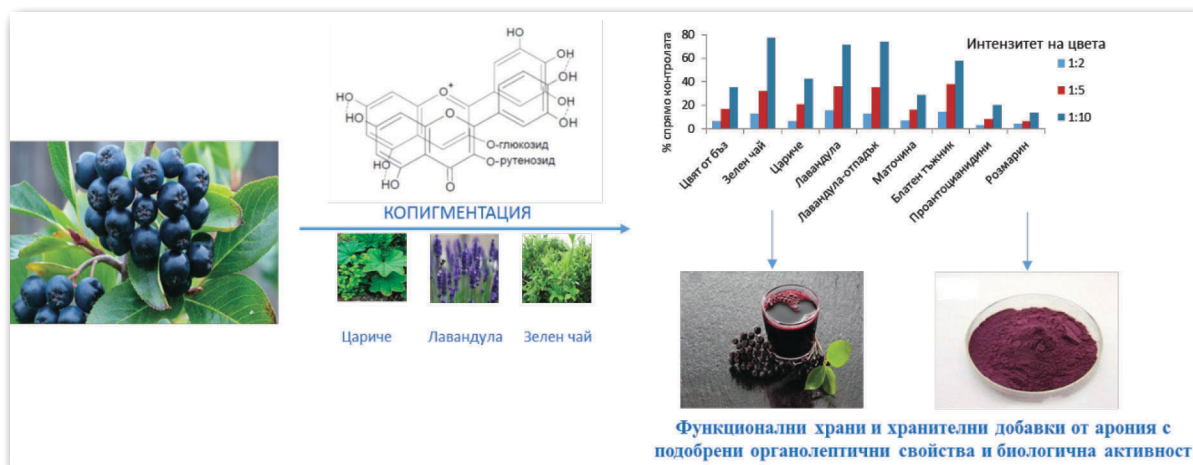 HO
OH
OH
OH
OH
OH
HO
HO
O
+
O
O-глюкозид
O-рутенозид
HO
HO
O
КОПИГМЕНТАЦИЯ
Цариче
Лавандула
Зелен чай
% спрямо контролата
80
60
40
20
0
Интензитет на цвета
1:2
1:5
1:10
Цвят от бъз
Зелен чай
Цариче
Лавандула
Лавандула-отпадък
Маточина
Блатен тъжник
Проантоцианидини
Розмарин
Функционални храни и хранителни добавки от арония с
подобрени органолептични свойства и биологична активност